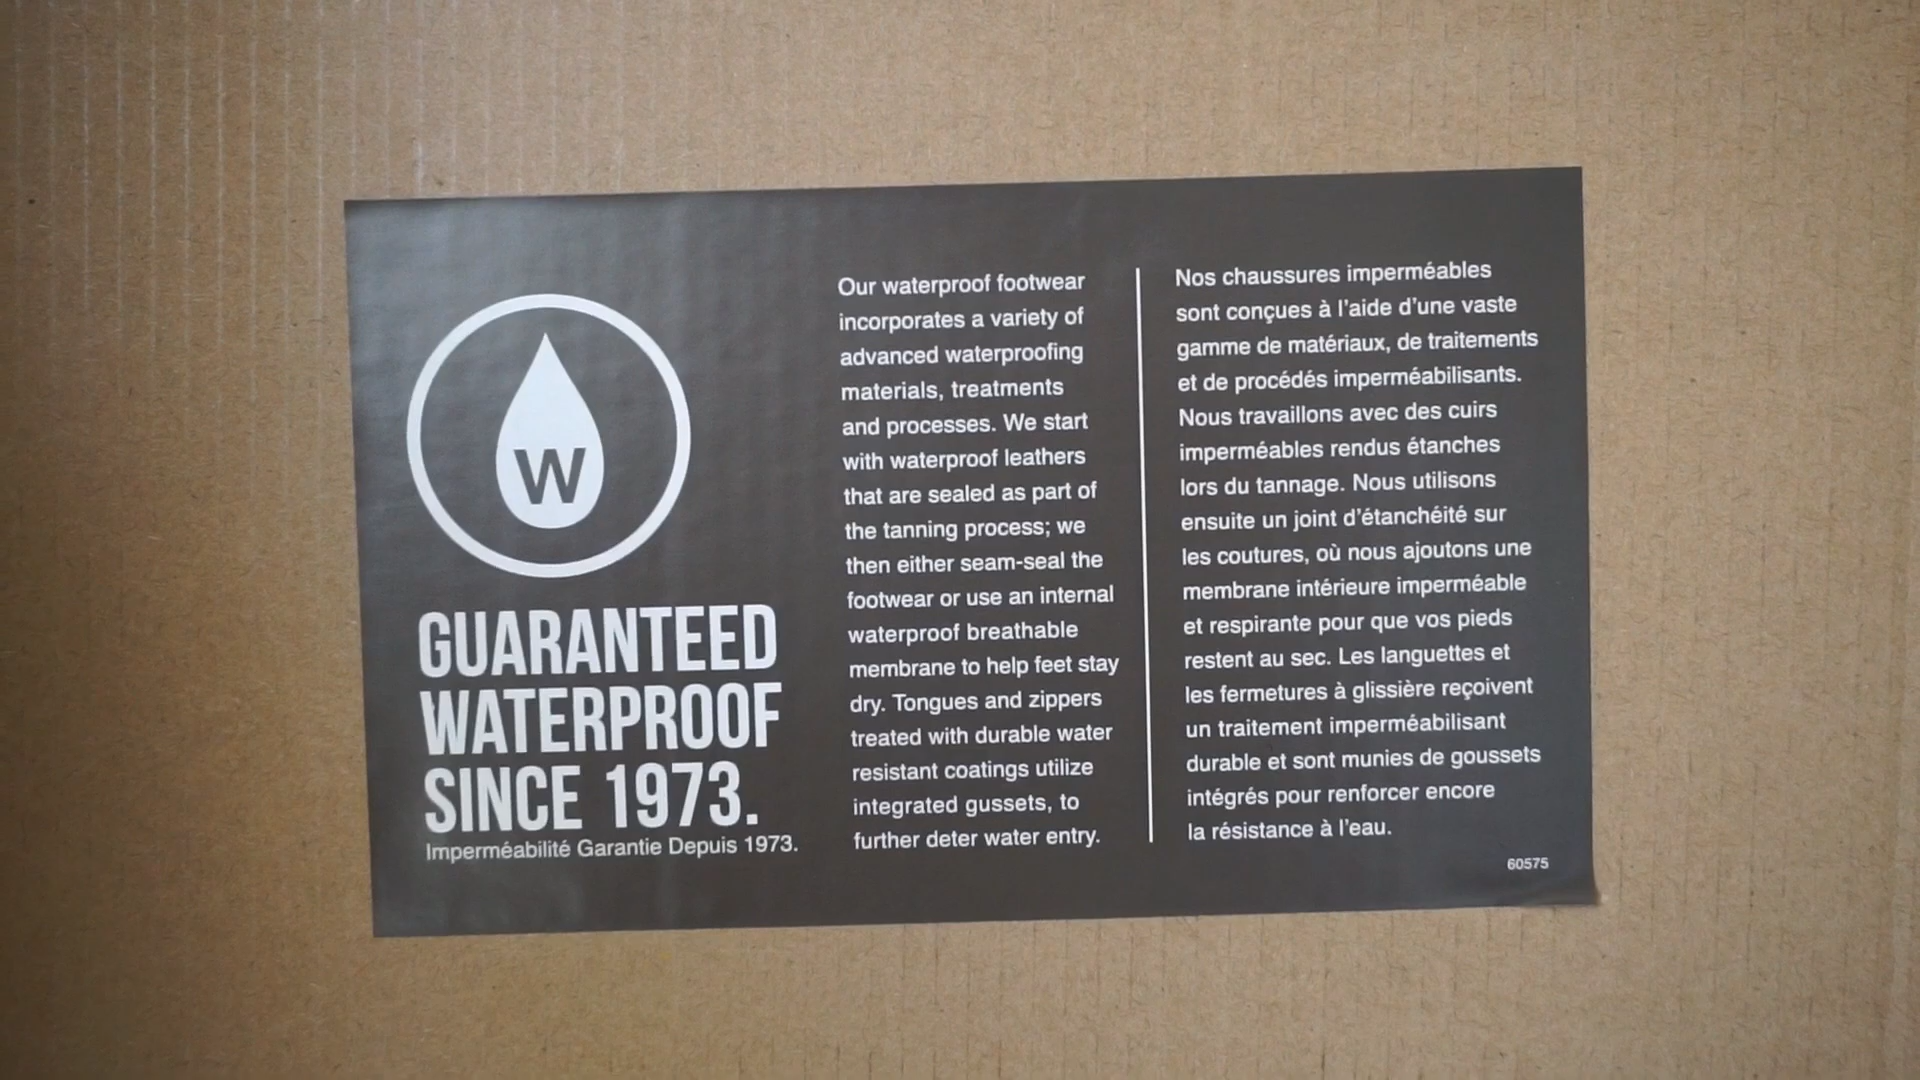 W
GUARANTEED
WATERPROOF
SINCE 1973.
Imperméabilité Garantie Depuis 1973.
Our waterproof footwear
incorporates a variety of
advanced waterproofing
materials, treatments
and processes. We start
with waterproof leathers
that are sealed as part of
the tanning process; we
then either seam-seal the
footwear or use an internal
waterproof breathable
membrane to help feet stay
dry. Tongues and zippers
treated with durable water
resistant coatings utilize
integrated gussets, to
further deter water entry.
Nos chaussures imperméables
sont conçues à l'aide d'une vaste
gamme de matériaux, de traitements
et de procédés imperméabilisants.
Nous travaillons avec des cuirs
imperméables rendus étanches
lors du tannage. Nous utilisons
ensuite un joint d'étanchéité sur
les coutures, où nous ajoutons une
membrane intérieure imperméable
et respirante pour que vos pieds
restent au sec. Les languettes et
les fermetures à glissière reçoivent
un traitement imperméabilisant
durable et sont munies de goussets
intégrés pour renforcer encore
la résistance à l'eau.
60575